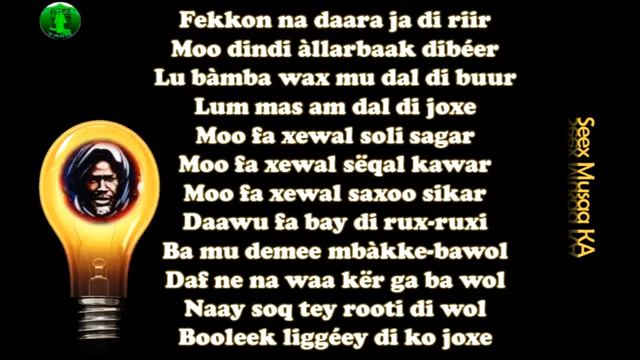 Fekkon na daara ja di riir
Moo dindi àllarbaak dibéer
Lu bàmba wax mu dal di buur
Lum mas am dal di joxe
Moo fa xewal soli sagar
Moo fa xewal sëqal kawar
Moo fa xewal saxoo sikar
Daawu fa bay di rux-ruxi
Ba mu demee mbàkke-bawol
Daf ne na waa kër ga ba wol
Naay soq tey rooti di wol
Booleek liggéey di ko joxe
Seex Musaa KA